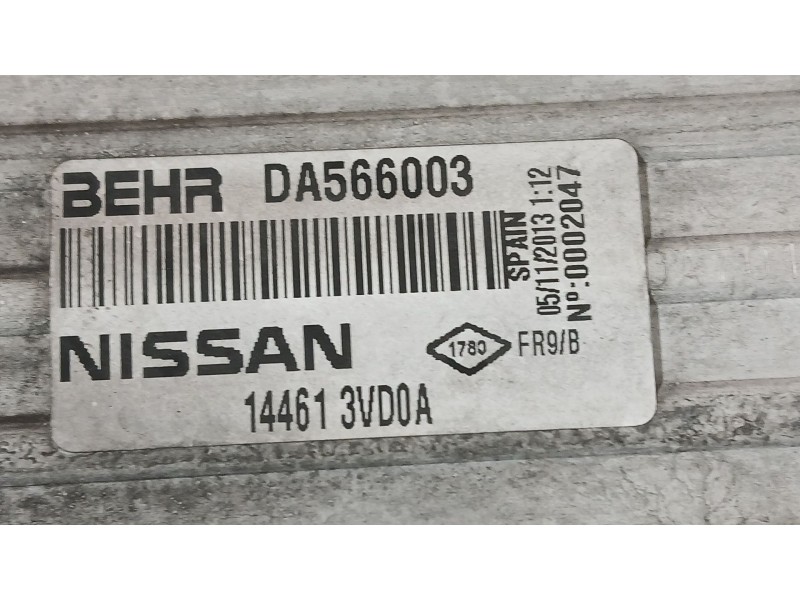 BEHR DA566003
SPAIN
05/11/2013 1:12
Nº:0002047
NISSAN 1780 FR9/B
14461 3VD0A